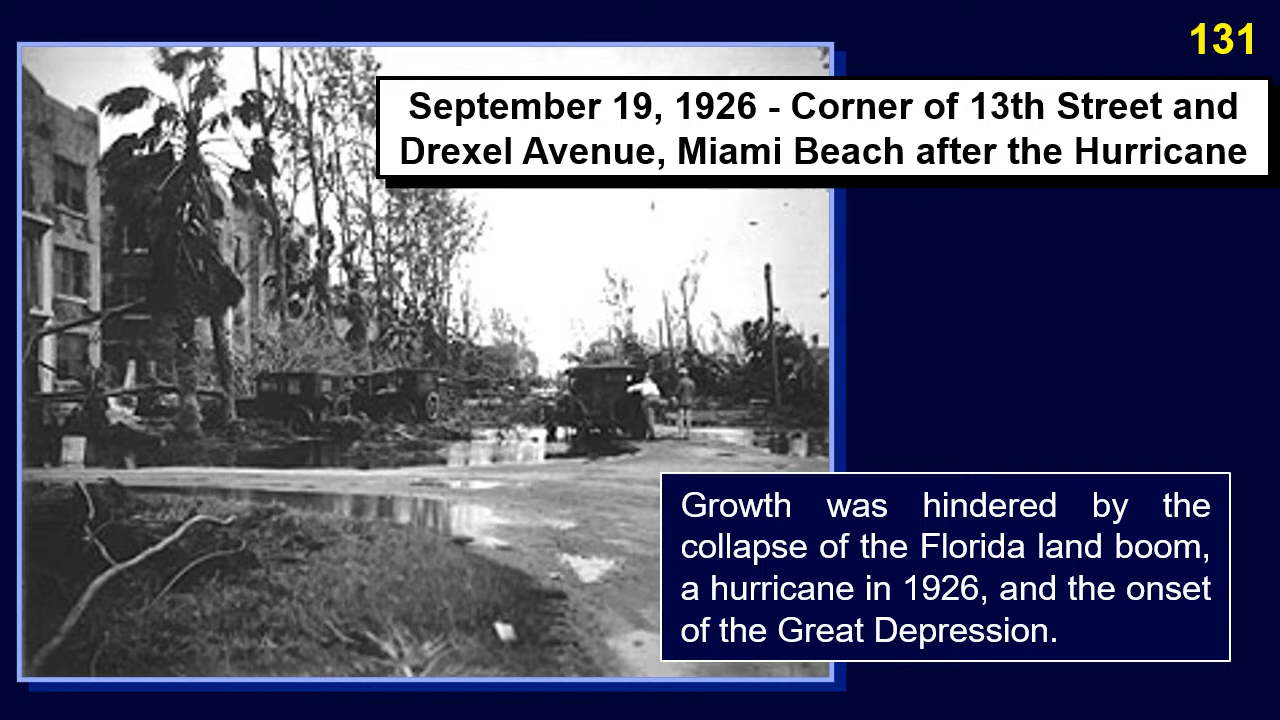 131
September 19, 1926 - Corner of 13th Street and
Drexel Avenue, Miami Beach after the Hurricane
Growth was hindered by the
collapse of the Florida land boom,
a hurricane in 1926, and the onset
of the Great Depression.